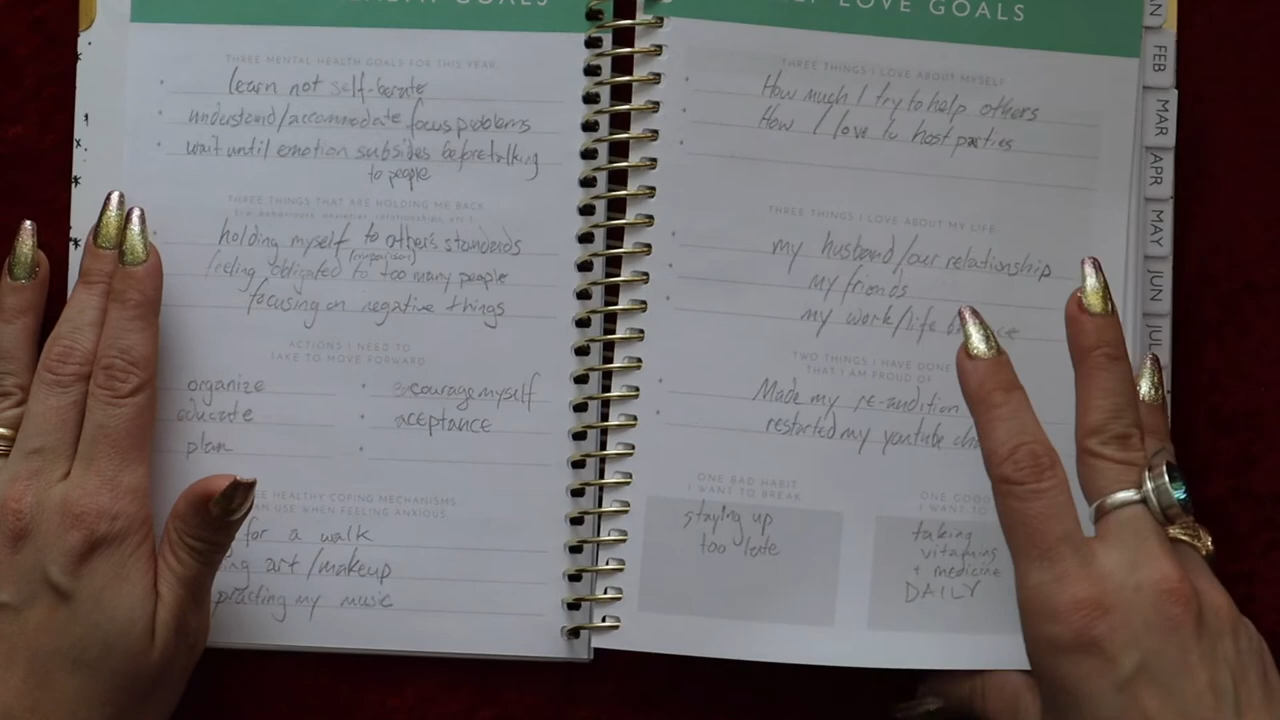 GOALS
THREE MENTAL HEALTH GOALS FOR THIS YEAR
learn not self-berate
understand/accommodate focus problems
wait until emotion subsides before talking
to people
THREE THINGS THAT ARE HOLDING ME BACK
holding myself to other's standards
(comparison)
feeling obligated to too many people
focusing on negative things
ACTIONS I NEED TO
TAKE TO MOVE FORWARD
organize
educate
plan
courage myself
aceptance
HEALTHY COPING MECHANISMS
USE WHEN FEELING ANXIOUS
for a walk
art/makeup
my music
LOVE GOALS
THREE THINGS I LOVE ABOUT MYSELF
How much I try to help others
How I love to host parties
THREE THINGS I LOVE ABOUT MY LIFE
my husband/our relationship
my friends
my work/life
TWO THINGS I HAVE DONE
THAT I AM PROUD OF
Made my re-audition
restarted my youtube
ONE BAD HABIT
I WANT TO BREAK
staying up
too late
ONE
I WANT
taking
vitamins
+ medicine
DAILY
FEB
MAR
APR
MAY
JUN